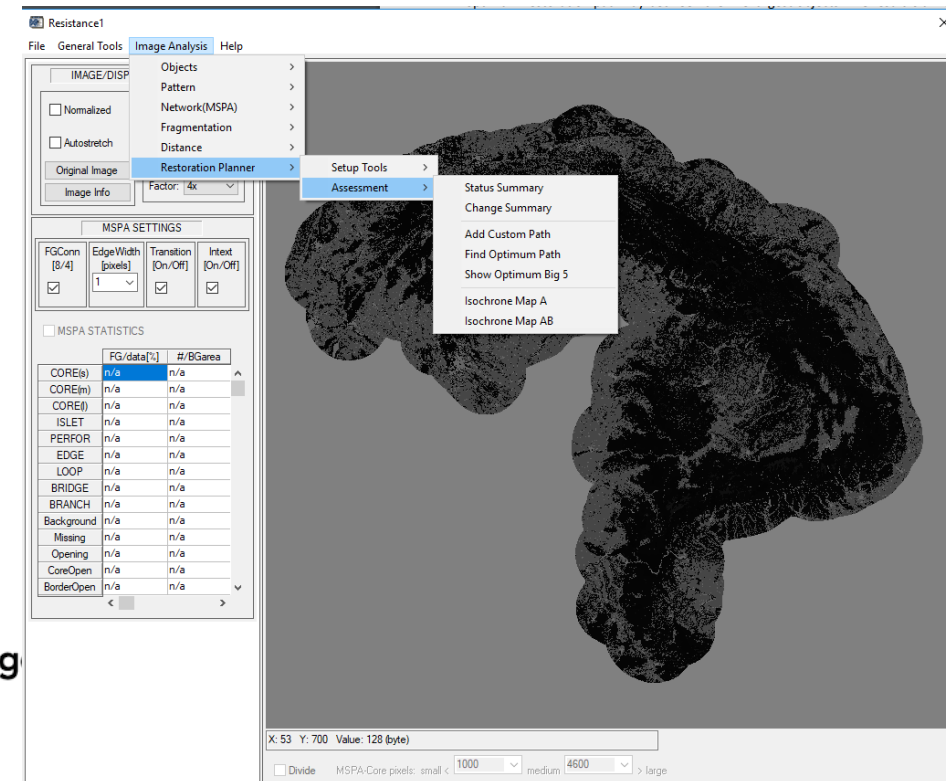 Resistance1
File General Tools Image Analysis Help
IMAGE/DISP
Normalized
Autostretch
Original Image
Image Info
Factor: 4x
Objects
Pattern
Network(MSPA)
Fragmentation
Distance
Restoration Planner
Setup Tools
Assessment
Status Summary
Change Summary
Add Custom Path
Find Optimum Path
Show Optimum Big 5
Isochrone Map A
Isochrone Map AB
MSPA SETTINGS
FGConn EdgeWidth Transition Intext
[8/4] [pixels] [On/Off] [On/Off]
1
MSPA STATISTICS
FG/data[%] #/BGarea
CORE(s) n/a n/a
CORE(m) n/a n/a
CORE(l) n/a n/a
ISLET n/a n/a
PERFOR n/a n/a
EDGE n/a n/a
LOOP n/a n/a
BRIDGE n/a n/a
BRANCH n/a n/a
Background n/a n/a
Missing n/a n/a
Opening n/a n/a
CoreOpen n/a n/a
BorderOpen n/a n/a
X: 53 Y: 700 Value: 128 (byte)
Divide MSPA-Core pixels: small < 1000 medium 4600 > large